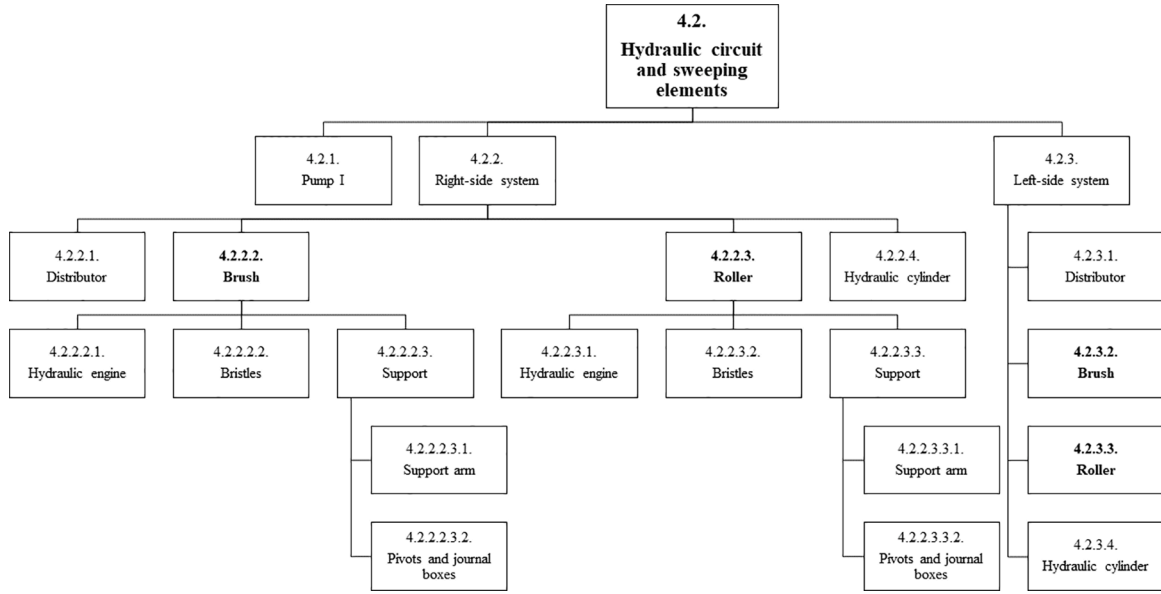 4.2.
Hydraulic circuit
and sweeping
elements
4.2.1.
Pump I
4.2.2.
Right-side system
4.2.3.
Left-side system
4.2.2.1.
Distributor
4.2.2.2.
Brush
4.2.2.3.
Roller
4.2.2.4.
Hydraulic cylinder
4.2.3.1.
Distributor
4.2.2.2.1.
Hydraulic engine
4.2.2.2.2.
Bristles
4.2.2.2.3.
Support
4.2.2.3.1.
Hydraulic engine
4.2.2.3.2.
Bristles
4.2.2.3.3.
Support
4.2.3.2.
Brush
4.2.2.2.3.1.
Support arm
4.2.2.3.3.1.
Support arm
4.2.3.3.
Roller
4.2.2.2.3.2.
Pivots and journal
boxes
4.2.2.3.3.2.
Pivots and journal
boxes
4.2.3.4.
Hydraulic cylinder